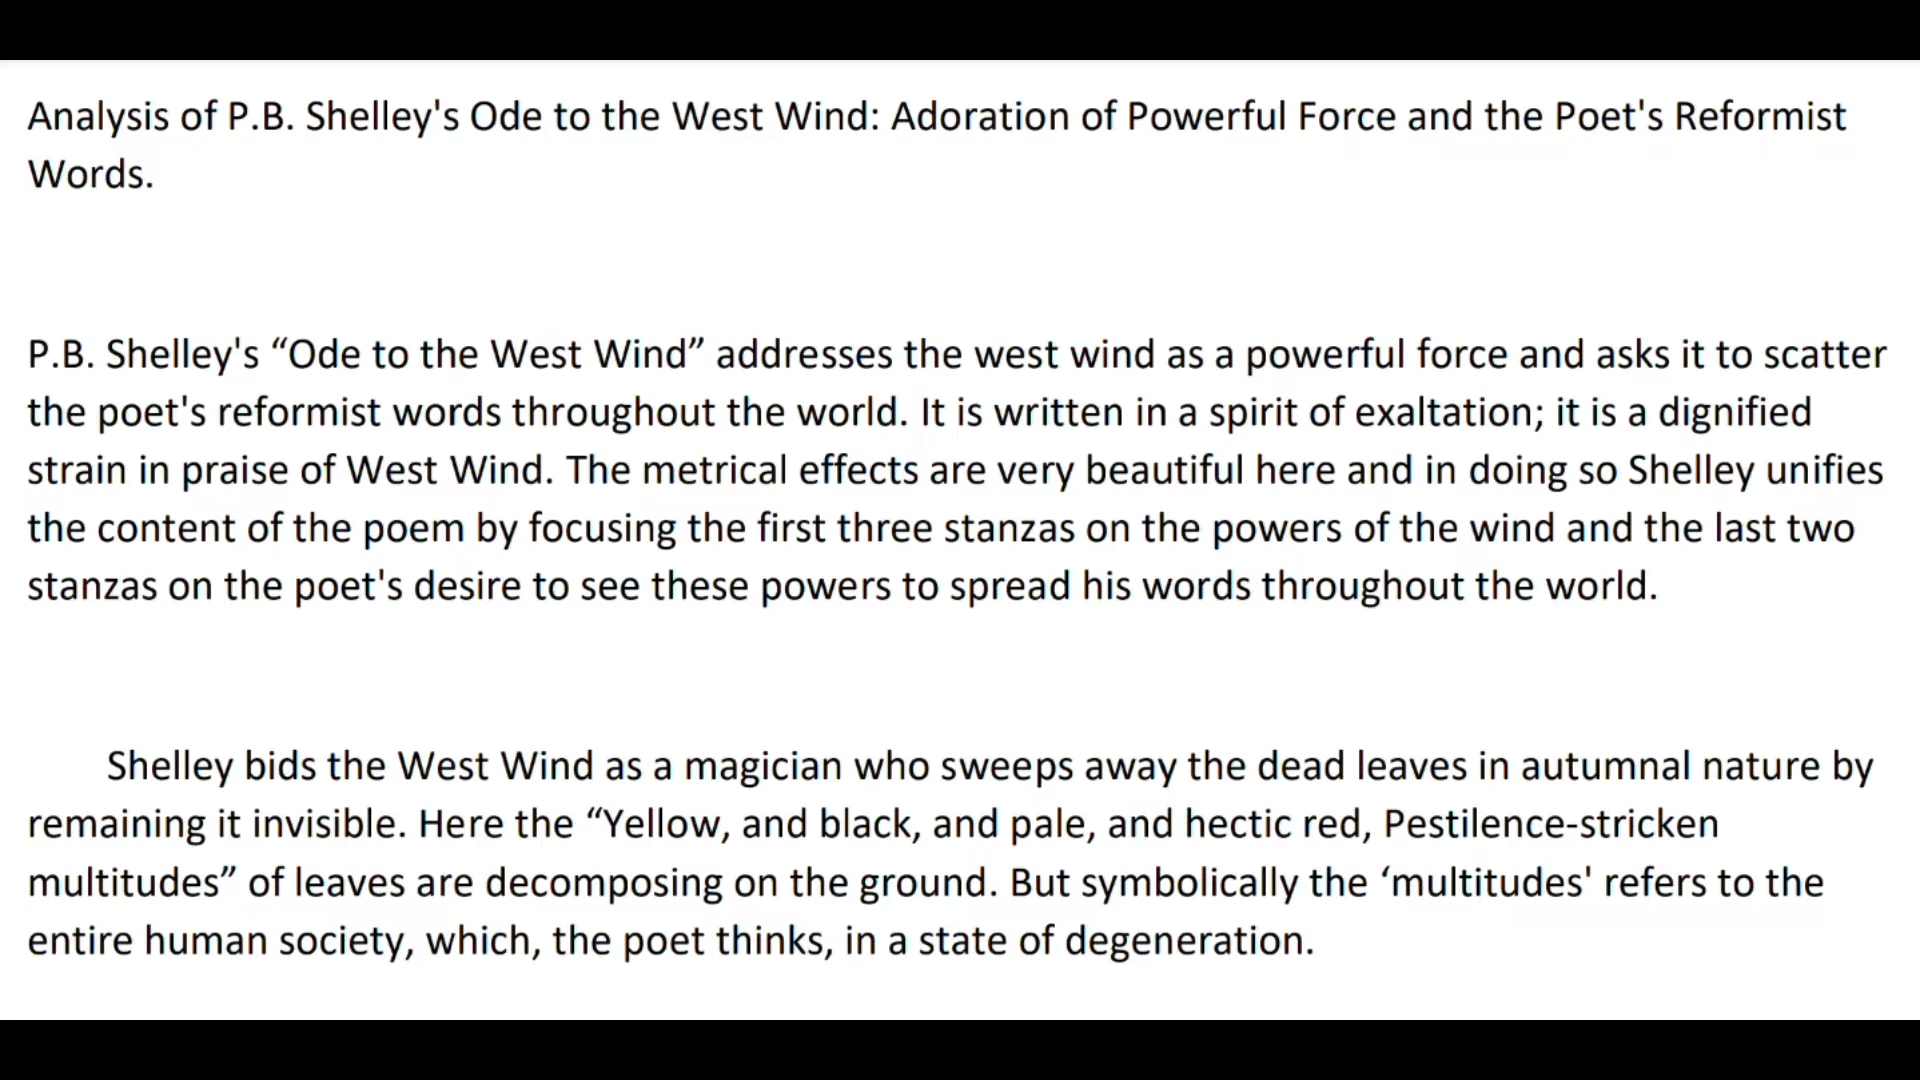 Analysis of P.B. Shelley's Ode to the West Wind: Adoration of Powerful Force and the Poet's Reformist
Words.
P.B. Shelley's “Ode to the West Wind” addresses the west wind as a powerful force and asks it to scatter
the poet's reformist words throughout the world. It is written in a spirit of exaltation; it is a dignified
strain in praise of West Wind. The metrical effects are very beautiful here and in doing so Shelley unifies
the content of the poem by focusing the first three stanzas on the powers of the wind and the last two
stanzas on the poet's desire to see these powers to spread his words throughout the world.
Shelley bids the West Wind as a magician who sweeps away the dead leaves in autumnal nature by
remaining it invisible. Here the “Yellow, and black, and pale, and hectic red, Pestilence-stricken
multitudes” of leaves are decomposing on the ground. But symbolically the ‘multitudes' refers to the
entire human society, which, the poet thinks, in a state of degeneration.